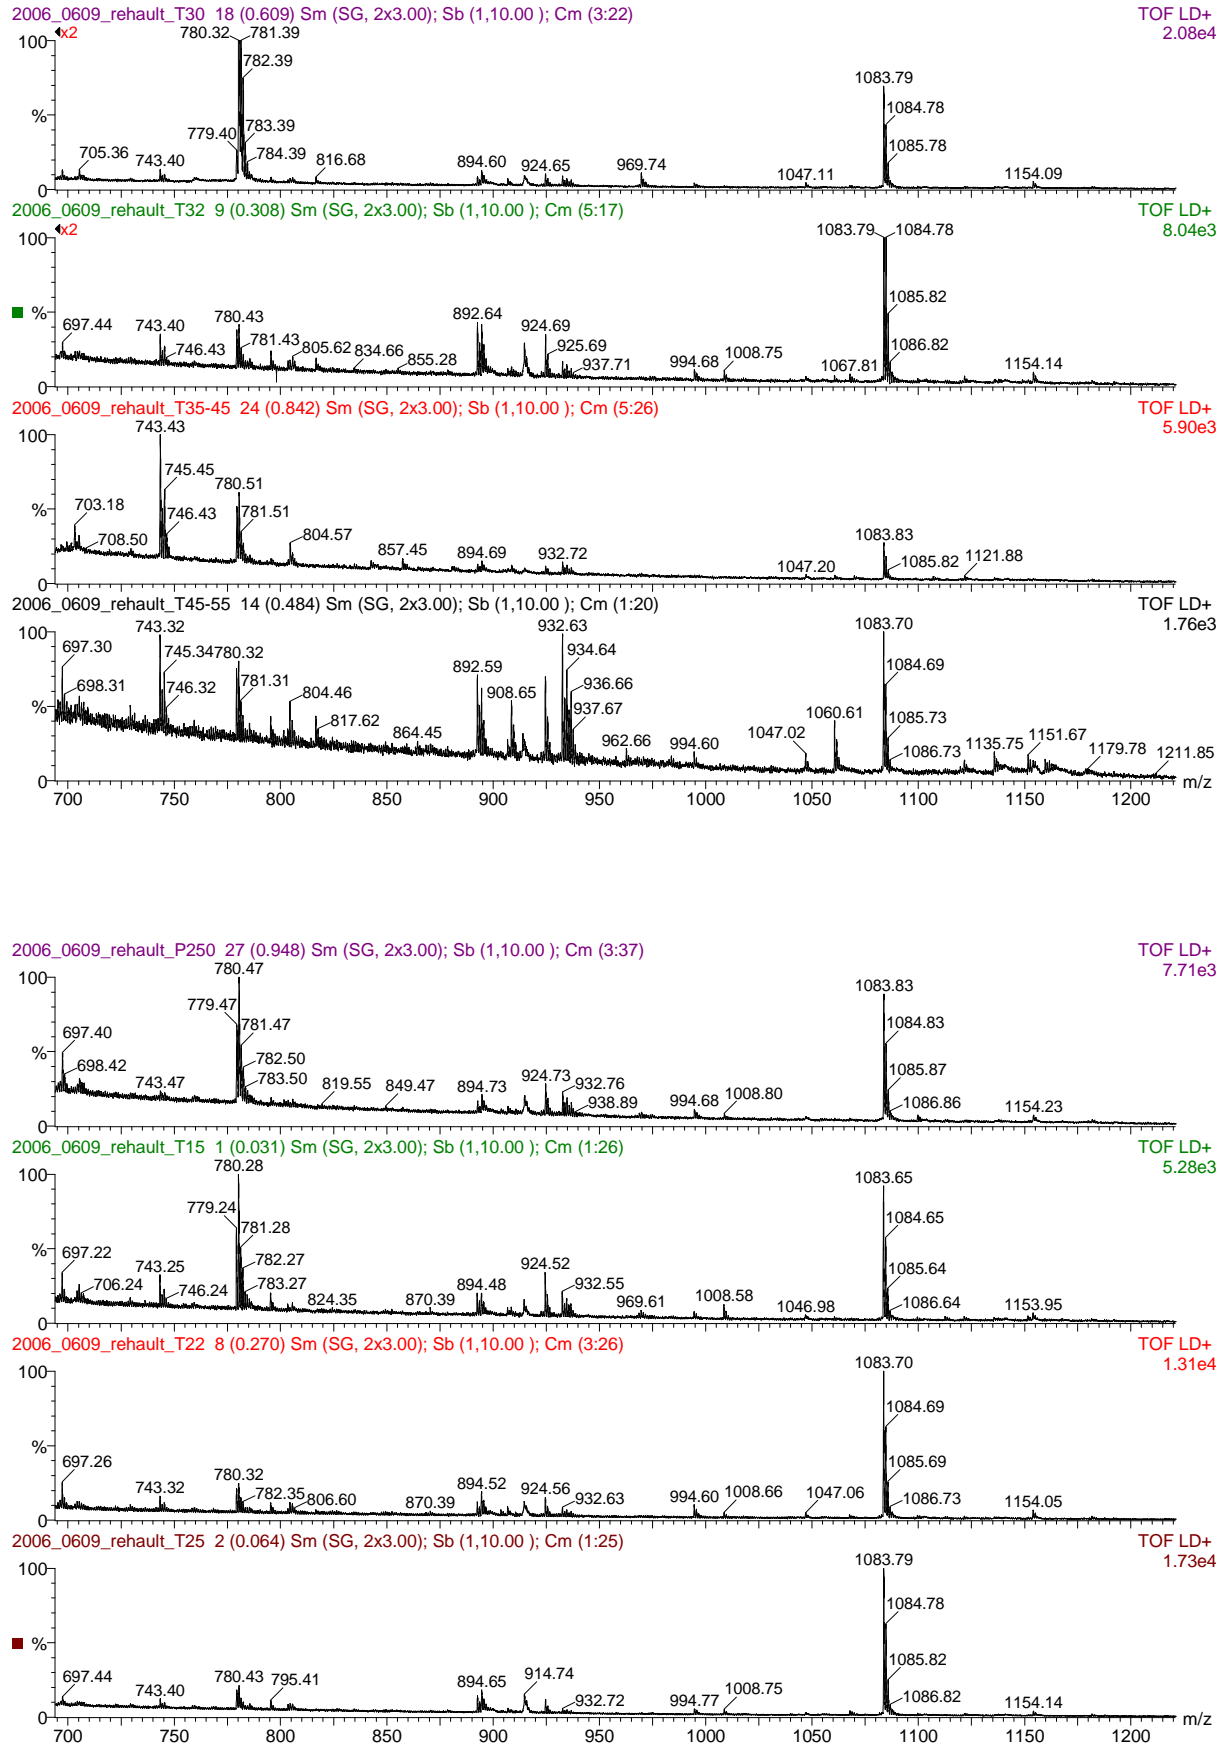 2006_0609_rehault_T30 18 (0.609) Sm (SG, 2x3.00); Sb (1,10.00 ); Cm (3:22) TOF LD+
2.08e4
x2
100
%
0
705.36 743.40 779.40 780.32 781.39 782.39 783.39 784.39 816.68 894.60 924.65 969.74 1047.11 1083.79 1084.78 1085.78 1154.09
2006_0609_rehault_T32 9 (0.308) Sm (SG, 2x3.00); Sb (1,10.00 ); Cm (5:17) TOF LD+
8.04e3
x2
100
%
0
697.44 743.40 746.43 780.43 781.43 805.62 834.66 855.28 892.64 924.69 925.69 937.71 994.68 1008.75 1067.81 1083.79 1084.78 1085.82 1086.82 1154.14
2006_0609_rehault_T35-45 24 (0.842) Sm (SG, 2x3.00); Sb (1,10.00 ); Cm (5:26) TOF LD+
5.90e3
100
%
0
703.18 708.50 743.43 745.45 746.43 780.51 781.51 804.57 857.45 894.69 932.72 1047.20 1083.83 1085.82 1121.88
2006_0609_rehault_T45-55 14 (0.484) Sm (SG, 2x3.00); Sb (1,10.00 ); Cm (1:20) TOF LD+
1.76e3
100
%
0
697.30 698.31 743.32 745.34 746.32 780.32 781.31 804.46 817.62 864.45 892.59 908.65 932.63 934.64 936.66 937.67 962.66 994.60 1047.02 1060.61 1083.70 1084.69 1085.73 1086.73 1135.75 1151.67 1179.78 1211.85
m/z
700 750 800 850 900 950 1000 1050 1100 1150 1200
2006_0609_rehault_P250 27 (0.948) Sm (SG, 2x3.00); Sb (1,10.00 ); Cm (3:37) TOF LD+
7.71e3
100
%
0
697.40 698.42 743.47 779.47 780.47 781.47 782.50 783.50 819.55 849.47 894.73 924.73 932.76 938.89 994.68 1008.80 1083.83 1084.83 1085.87 1086.86 1154.23
2006_0609_rehault_T15 1 (0.031) Sm (SG, 2x3.00); Sb (1,10.00 ); Cm (1:26) TOF LD+
5.28e3
100
%
0
697.22 706.24 743.25 746.24 779.24 780.28 781.28 782.27 783.27 824.35 870.39 894.48 924.52 932.55 969.61 1008.58 1046.98 1083.65 1084.65 1085.64 1086.64 1153.95
2006_0609_rehault_T22 8 (0.270) Sm (SG, 2x3.00); Sb (1,10.00 ); Cm (3:26) TOF LD+
1.31e4
100
%
0
697.26 743.32 780.32 782.35 806.60 870.39 894.52 924.56 932.63 994.60 1008.66 1047.06 1083.70 1084.69 1085.69 1086.73 1154.05
2006_0609_rehault_T25 2 (0.064) Sm (SG, 2x3.00); Sb (1,10.00 ); Cm (1:25) TOF LD+
1.73e4
100
%
0
697.44 743.40 780.43 795.41 894.65 914.74 932.72 994.77 1008.75 1083.79 1084.78 1085.82 1086.82 1154.14
m/z
700 750 800 850 900 950 1000 1050 1100 1150 1200